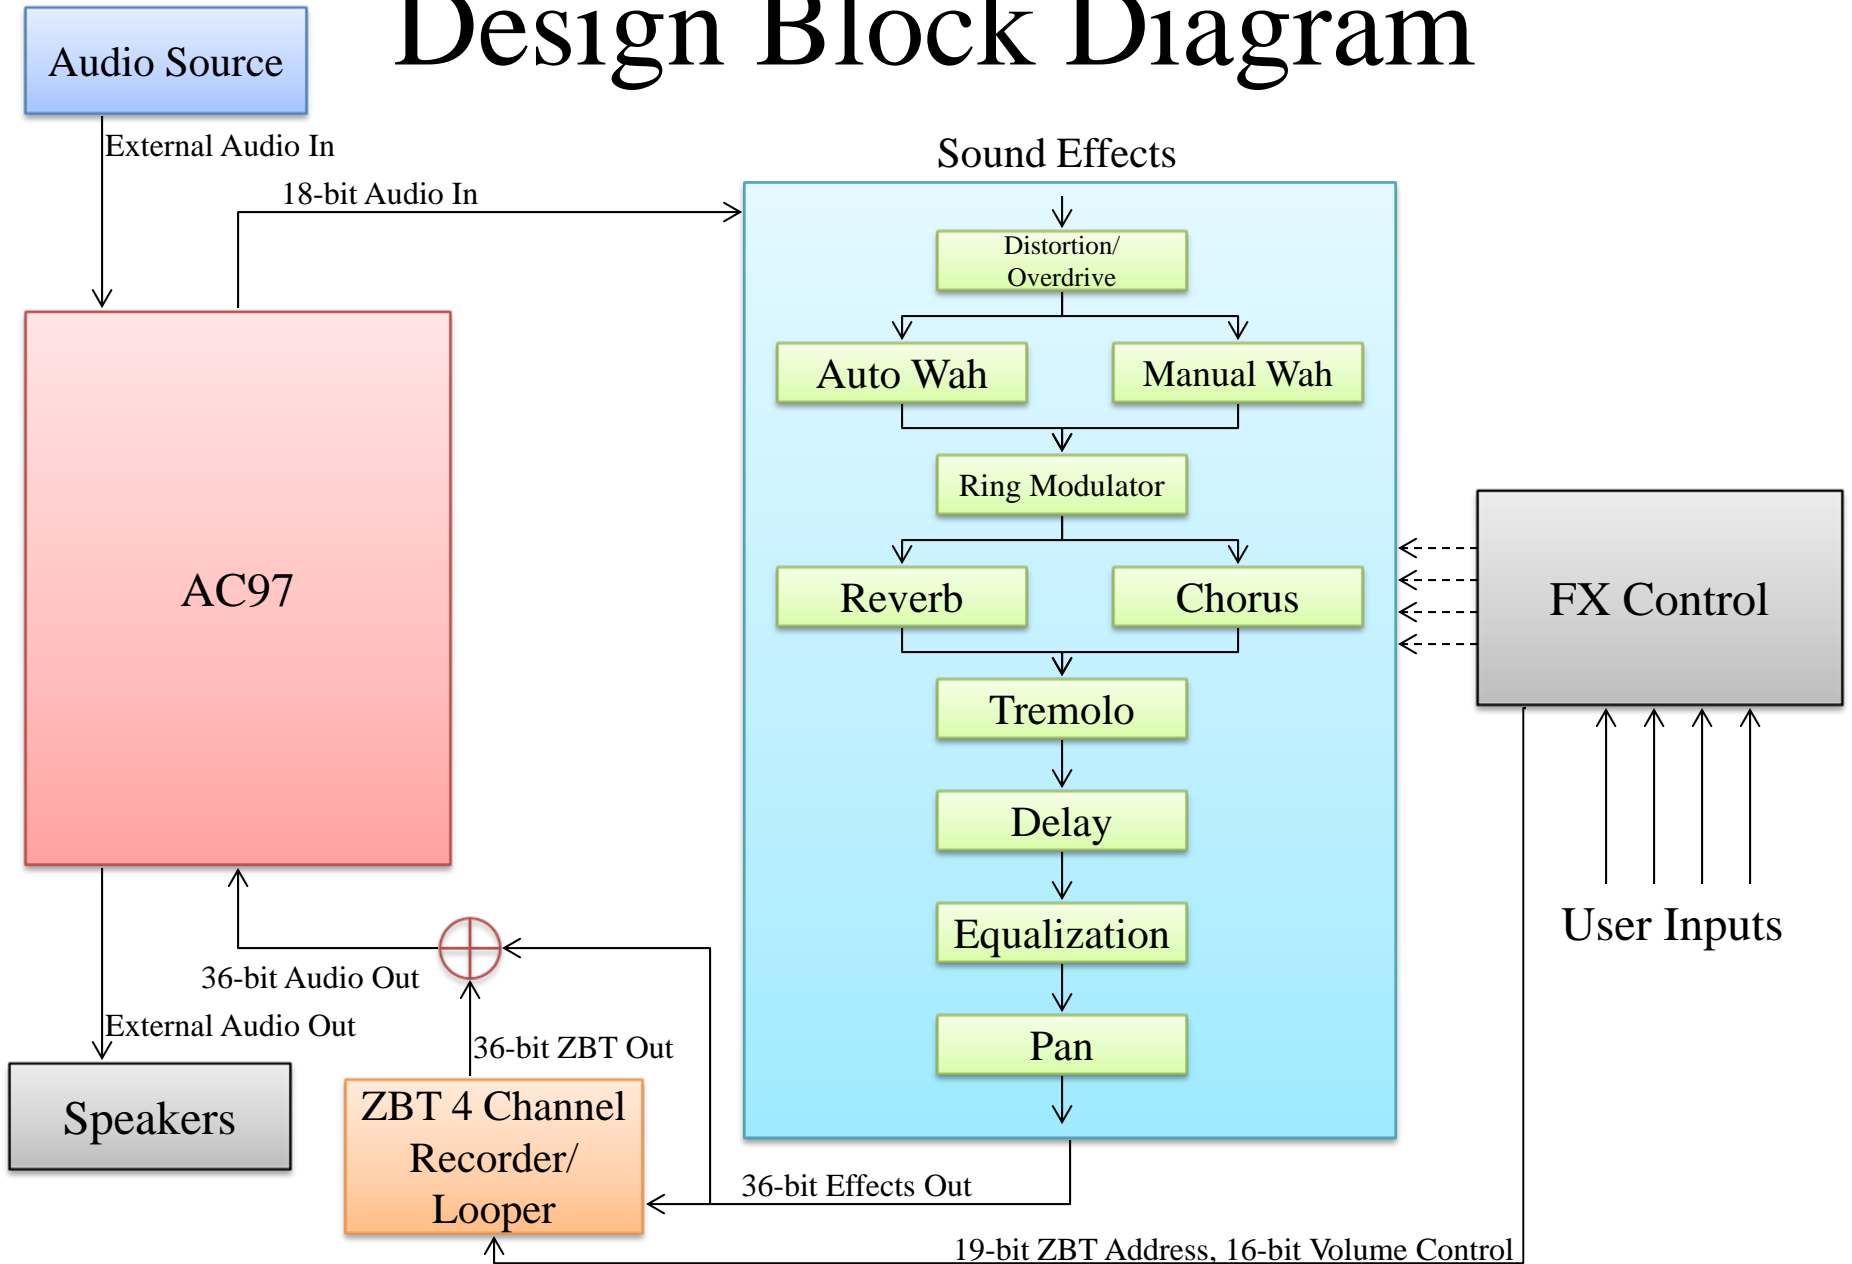 Design Block Diagram
Audio Source
External Audio In
18-bit Audio In
Sound Effects
Distortion/
Overdrive
Auto Wah
Manual Wah
Ring Modulator
Reverb
Chorus
Tremolo
Delay
Equalization
Pan
AC97
FX Control
User Inputs
36-bit Audio Out
External Audio Out
36-bit ZBT Out
Speakers
ZBT 4 Channel
Recorder/
Looper
36-bit Effects Out
19-bit ZBT Address, 16-bit Volume Control